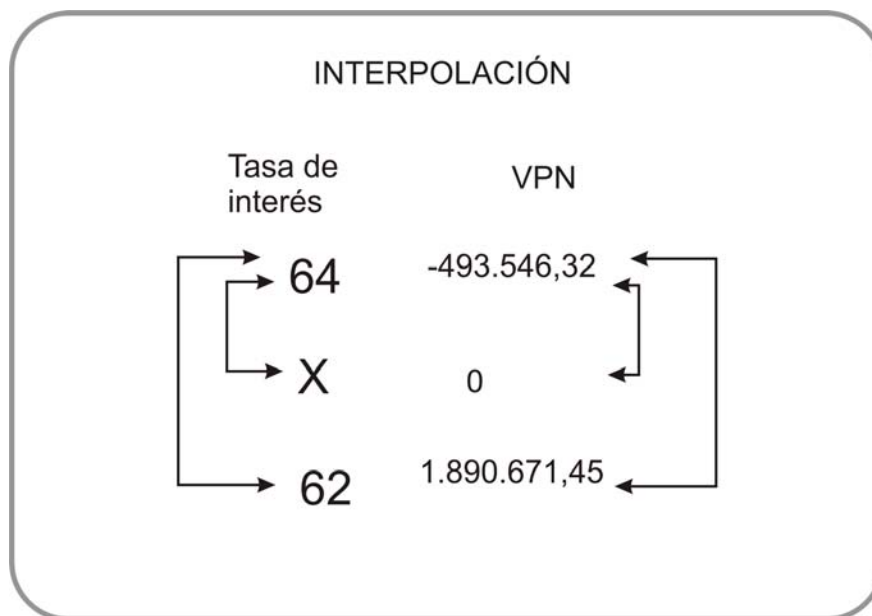 INTERPOLACIÓN
Tasa de
interés
VPN
64
-493.546,32
X
0
62
1.890.671,45